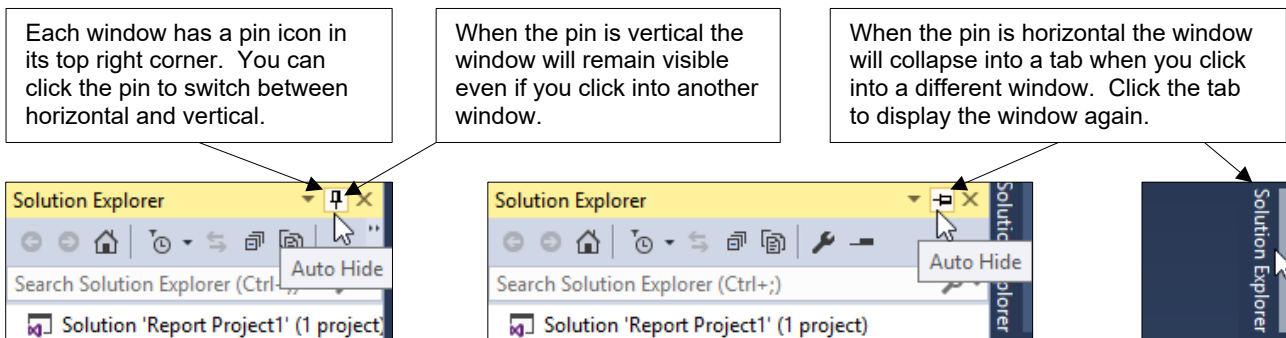 Each window has a pin icon in
its top right corner.  You can
click the pin to switch between
horizontal and vertical.
When the pin is vertical the
window will remain visible
even if you click into another
window.
When the pin is horizontal the window
will collapse into a tab when you click
into a different window.  Click the tab
to display the window again.
Solution Explorer
Auto Hide
Search Solution Explorer (Ctrl+;)
Solution 'Report Project1' (1 project)
Solution Explorer
Auto Hide
Search Solution Explorer (Ctrl+;)
Solution 'Report Project1' (1 project)
Solution Explorer
Solution Explorer